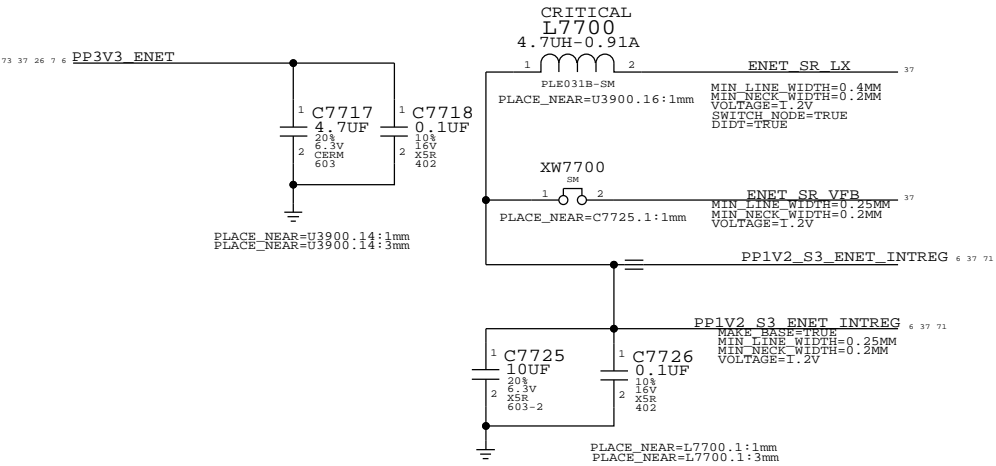 CRITICAL
L7700
4.7UH-0.91A
73 37 26 7 6 PP3V3_ENET
1 2
ENET_SR_LX 37
PLE031B-SM
PLACE_NEAR=U3900.16:1mm
MIN_LINE_WIDTH=0.4MM
MIN_NECK_WIDTH=0.2MM
VOLTAGE=1.2V
SWITCH_NODE=TRUE
DIDT=TRUE
1 C7717
4.7UF
20%
6.3V
2 CERM
603
1 C7718
0.1UF
10%
16V
2 X5R
402
PLACE_NEAR=U3900.14:1mm
PLACE_NEAR=U3900.14:3mm
XW7700
SM
1 2
ENET_SR_VFB 37
PLACE_NEAR=C7725.1:1mm
MIN_LINE_WIDTH=0.25MM
MIN_NECK_WIDTH=0.2MM
VOLTAGE=1.2V
PP1V2_S3_ENET_INTREG 6 37 71
PP1V2_S3_ENET_INTREG 6 37 71
MAKE_BASE=TRUE
MIN_LINE_WIDTH=0.25MM
MIN_NECK_WIDTH=0.2MM
VOLTAGE=1.2V
1 C7725
10UF
20%
6.3V
2 X5R
603-2
1 C7726
0.1UF
10%
16V
2 X5R
402
PLACE_NEAR=L7700.1:1mm
PLACE_NEAR=L7700.1:3mm